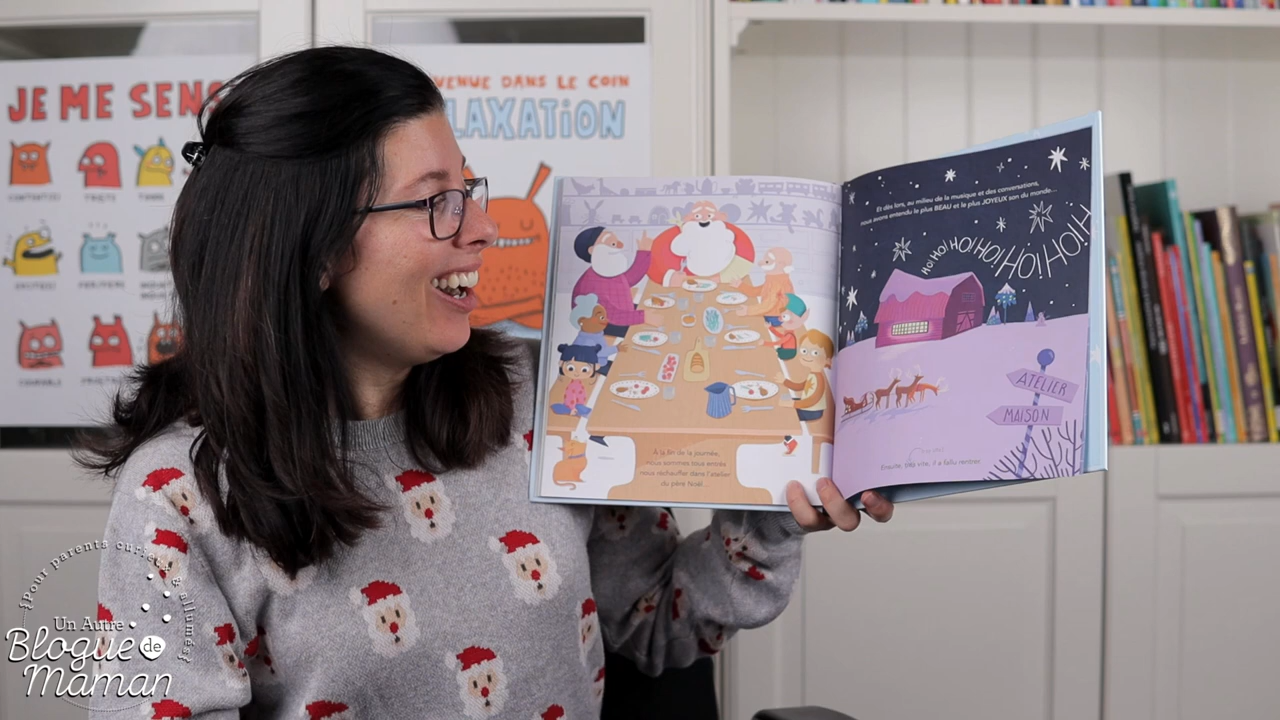 JE ME SENS
VENUE DANS LE COIN
LAXATION
Et dès lors, au milieu de la musique et des conversations,
nous avons entendu le plus BEAU et le plus JOYEUX son du monde...
HO! HO! HO! HO! HO! HO! HO!
ATELIER
MAISON
Ensuite, très vite, il a fallu rentrer.
À la fin de la journée,
nous sommes tous entrés
nous réchauffer dans l'atelier
du père Noël...
{Pour parents curieux & allumés}
Un Autre
Blogue de
Maman